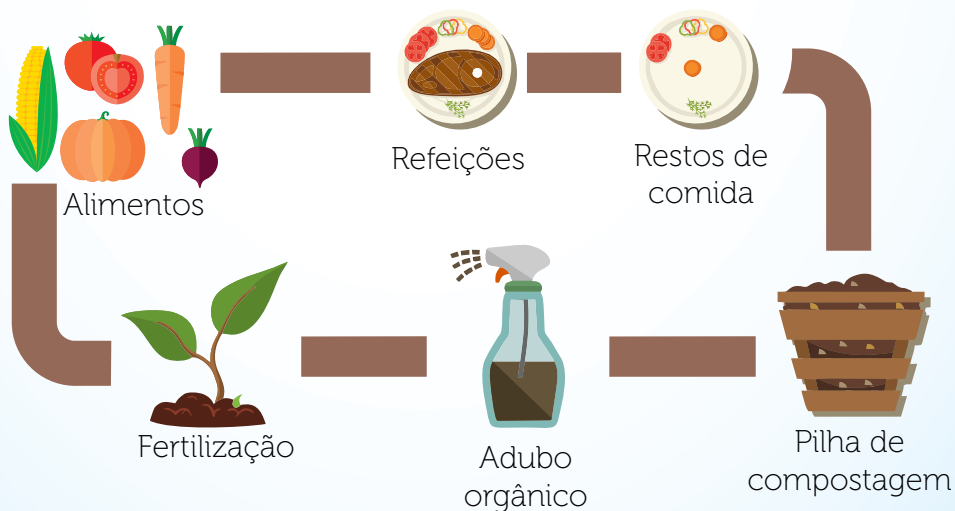 Alimentos
Refeições
Restos de
comida
Pilha de
compostagem
Adubo
orgânico
Fertilização